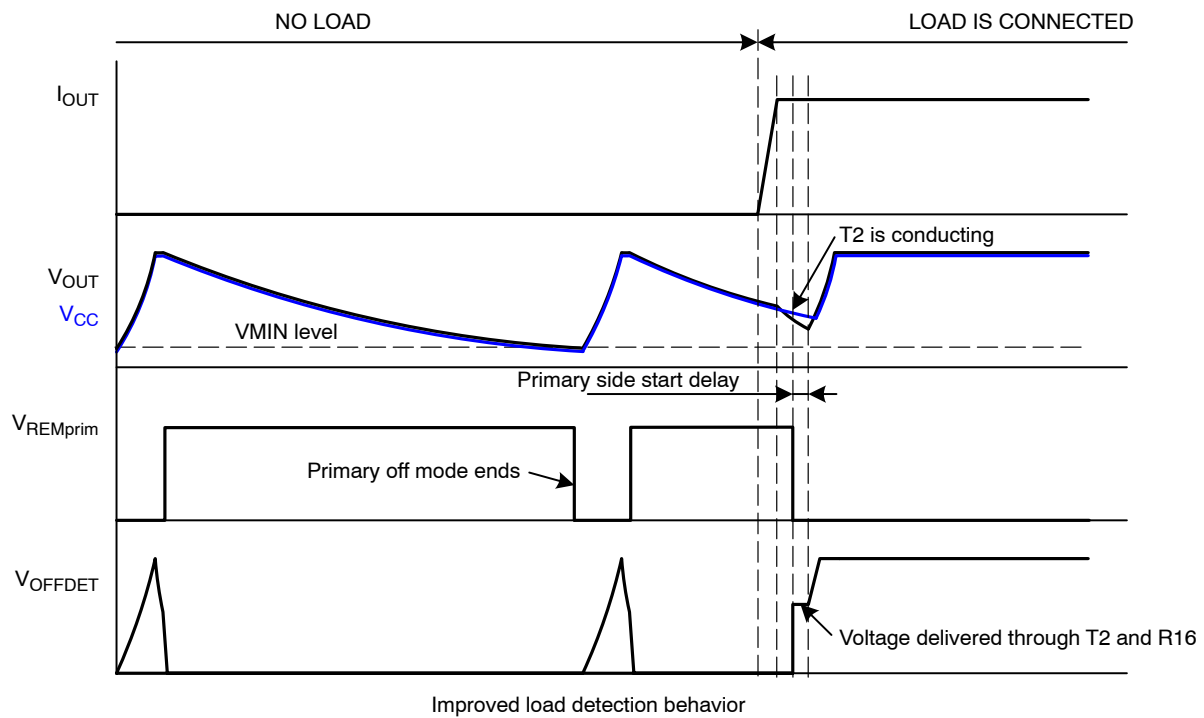 NO LOAD
LOAD IS CONNECTED
IOUT
T2 is conducting
VOUT
VCC
VMIN level
Primary side start delay
VREMprim
Primary off mode ends
VOFFDET
Voltage delivered through T2 and R16
Improved load detection behavior